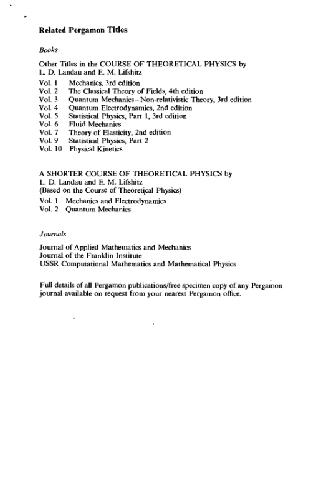 Related Pergamon Titles
Books
Other Titles in the COURSE OF THEORETICAL PHYSICS by
L. D. Landau and E. M. Lifshitz
Vol. 1 Mechanics, 3rd edition
Vol. 2 The Classical Theory of Fields, 4th edition
Vol. 3 Quantum Mechanics–Non-relativistic Theory, 3rd edition
Vol. 4 Quantum Electrodynamics, 2nd edition
Vol. 5 Statistical Physics, Part 1, 3rd edition
Vol. 6 Fluid Mechanics
Vol. 7 Theory of Elasticity, 2nd edition
Vol. 9 Statistical Physics, Part 2
Vol. 10 Physical Kinetics
A SHORTER COURSE OF THEORETICAL PHYSICS by
L. D. Landau and E. M. Lifshitz
(Based on the Course of Theoretical Physics)
Vol. 1 Mechanics and Electrodynamics
Vol. 2 Quantum Mechanics
Journals
Journal of Applied Mathematics and Mechanics
Journal of the Franklin Institute
USSR Computational Mathematics and Mathematical Physics
Full details of all Pergamon publications/free specimen copy of any Pergamon
journal available on request from your nearest Pergamon office.